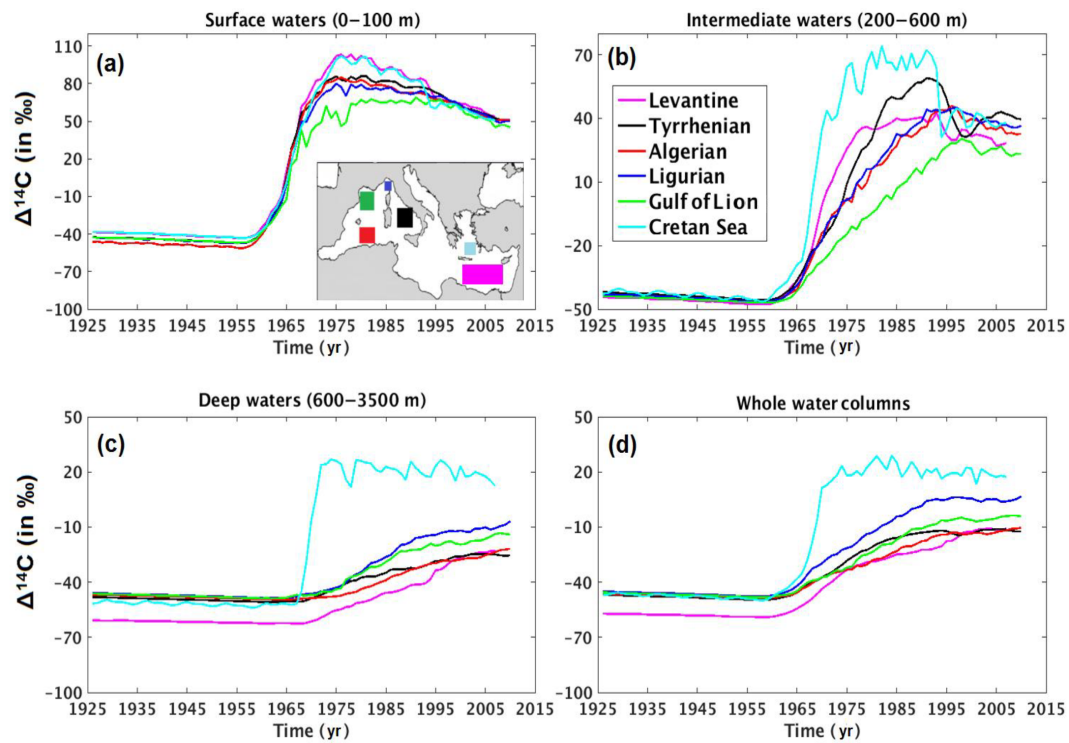 Surface waters (0−100 m)
Δ¹⁴C (in ‰)
110
80
50
20
−10
−40
−70
−100
(a)
1925 1935 1945 1955 1965 1975 1985 1995 2005 2015
Time (yr)
Intermediate waters (200−600 m)
70
40
10
−20
−50
(b)
Levantine
Tyrrhenian
Algerian
Ligurian
Gulf of Lion
Cretan Sea
1925 1935 1945 1955 1965 1975 1985 1995 2005 2015
Time (yr)
Deep waters (600−3500 m)
Δ¹⁴C (in ‰)
50
20
−10
−40
−70
−100
(c)
1925 1935 1945 1955 1965 1975 1985 1995 2005 2015
Time (yr)
Whole water columns
50
20
−10
−40
−70
−100
(d)
1925 1935 1945 1955 1965 1975 1985 1995 2005 2015
Time (yr)